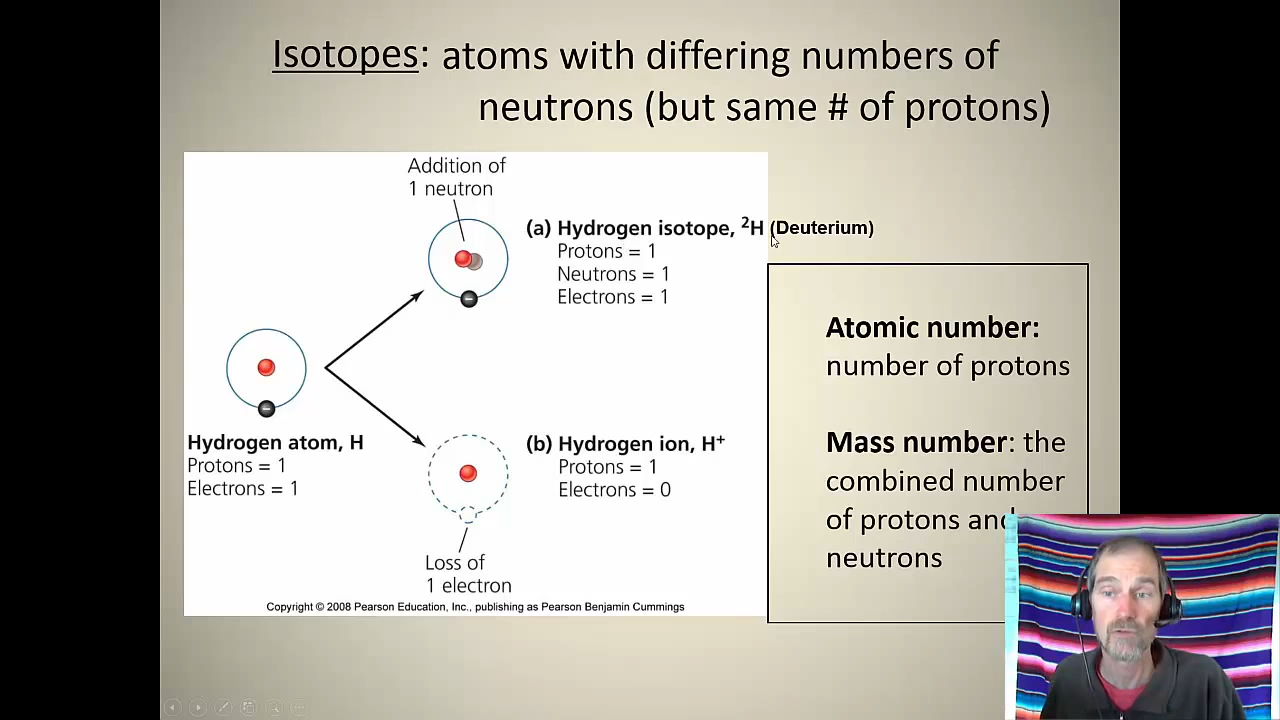 Isotopes: atoms with differing numbers of
neutrons (but same # of protons)
Addition of
1 neutron
(a) Hydrogen isotope, ²H (Deuterium)
Protons = 1
Neutrons = 1
Electrons = 1
−
−
Hydrogen atom, H
Protons = 1
Electrons = 1
(b) Hydrogen ion, H⁺
Protons = 1
Electrons = 0
Loss of
1 electron
Copyright © 2008 Pearson Education, Inc., publishing as Pearson Benjamin Cummings
Atomic number:
number of protons
Mass number: the
combined number
of protons and
neutrons